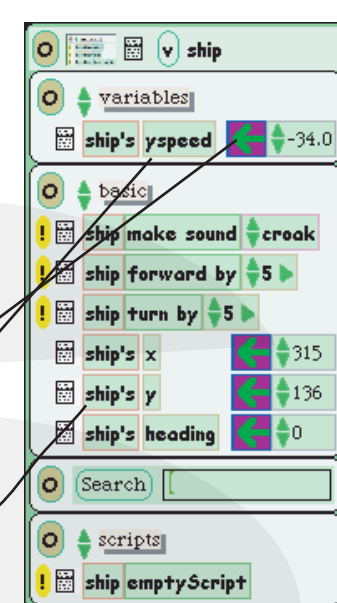 O v ship
O variables
ship's yspeed -34.0
O basic
! ship make sound croak
! ship forward by 5
! ship turn by 5
ship's x 315
ship's y 136
ship's heading 0
O Search
O scripts
! ship emptyScript